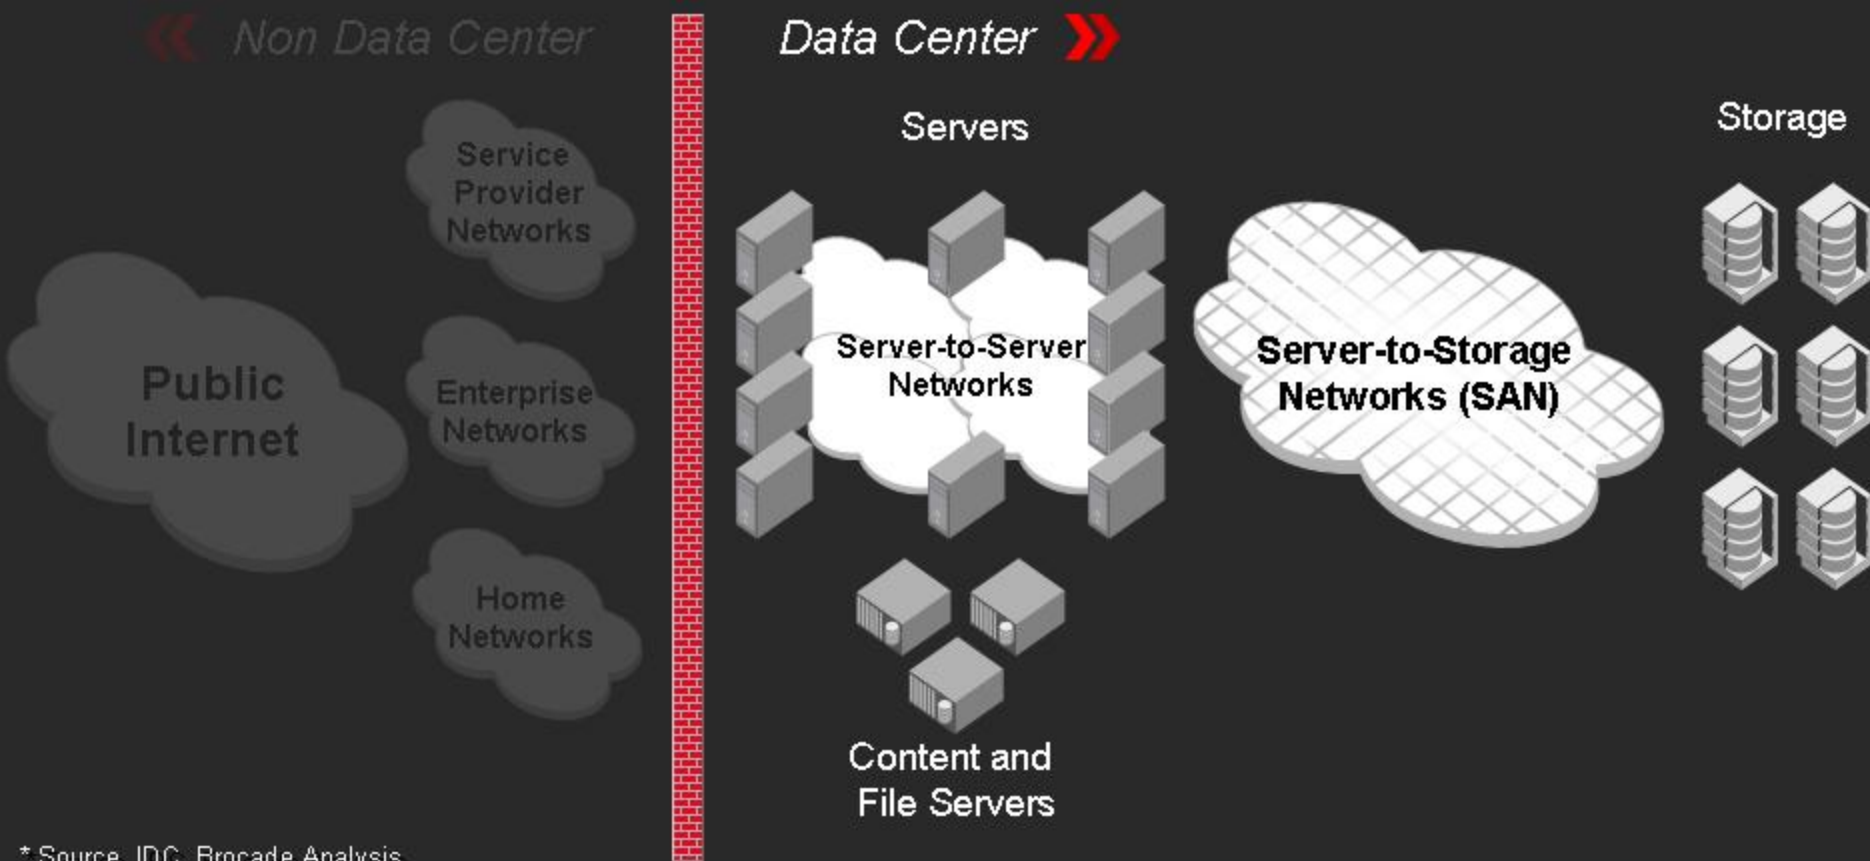 Non Data Center
Data Center
Service
Provider
Networks
Public
Internet
Enterprise
Networks
Home
Networks
Servers
Server-to-Server
Networks
Content and
File Servers
Server-to-Storage
Networks (SAN)
Storage
* Source, IDC, Brocade Analysis